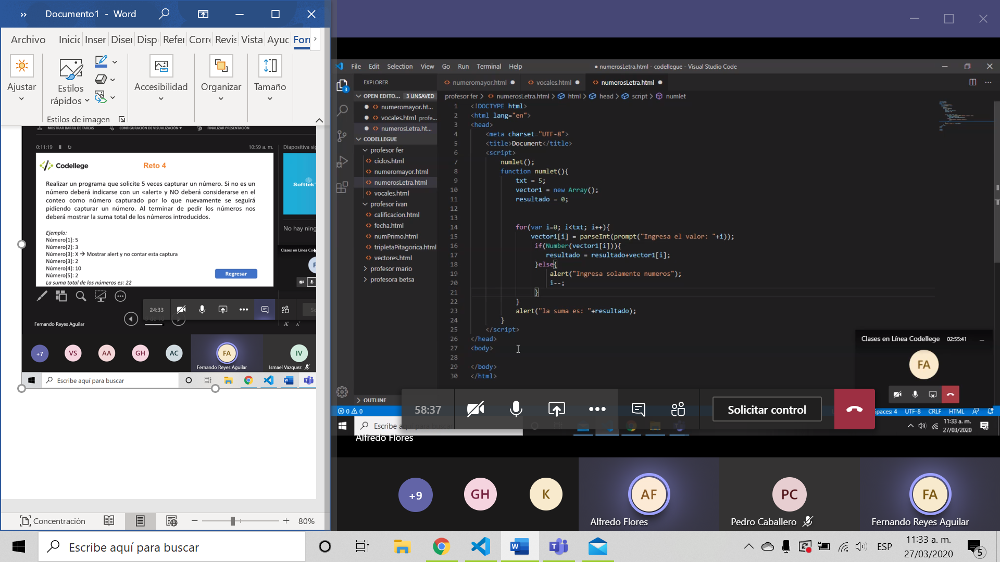 Documento1 - Word
Archivo Inicio Inser Diseí Dispo Refer Corre Revis Vista Ayuc Forr
Ajustar
Estilos rápidos
Accesibilidad
Organizar
Tamaño
Estilos de imagen
MOSTRAR BARRA DE TAREAS CONFIGURACIÓN DE VISUALIZACIÓN FINALIZAR PRESENTACIÓN
0:11:19 10:59 a. m. Diapositiva sig
Codellege
Reto 4
Realizar un programa que solicite 5 veces capturar un número. Si no es un
número deberá indicarse con un «alert» y NO deberá considerarse en el
conteo como número capturado por lo que nuevamente se seguirá
pidiendo capturar un número. Al terminar de pedir los números nos
deberá mostrar la suma total de los números introducidos.
Ejemplo:
Número[1]: 5
Número[2]: 3
Número[3]: X → Mostrar alert y no contar esta captura
Número[3]: 2
Número[4]: 10
Número[5]: 2
La suma total de los números es: 22
Regresar
Softtek
No hay ning
Clases en Línea Co
24:33
Fernando Reyes Aguilar
+7 VS AA GH AC FA IV
Fernando Reyes Aguilar Ismael Vazquez
Escribe aquí para buscar
Concentración 80%
File Edit Selection View Go Run Terminal Help
● numerosLetra.html - codellegue - Visual Studio Code
EXPLORER
numeromayor.html vocales.html numerosLetra.html
OPEN EDITO... 3 UNSAVED
numeromayor.ht...
vocales.html profe...
numerosLetra.ht...
CODELLEGUE
profesor fer
ciclos.html
numeromayor.html
numerosLetra.html
vocales.html
profesor ivan
calificacion.html
fecha.html
numPrimo.html
tripletaPitagorica.html
vectores.html
profesor mario
profesora betsa
OUTLINE
profesor fer > numerosLetra.html > html > head > script > numlet
1 <!DOCTYPE html>
2 <html lang="en">
3 <head>
4 <meta charset="UTF-8">
5 <title>Document</title>
6 <script>
7 numlet();
8 function numlet(){
9 txt = 5;
10 vector1 = new Array();
11 resultado = 0;
12
13
14 for(var i=0; i<txt; i++){
15 vector1[i] = parseInt(prompt("Ingresa el valor: "+i));
16 if(Number(vector1[i])){
17 resultado = resultado+vector1[i];
18 }else{
19 alert("Ingresa solamente numeros");
20 i--;
21 }
22 }
23 alert("la suma es: "+resultado);
24 }
25 </script>
26 </head>
27 <body>
28
29 </body>
30 </html>
Clases en Línea Codellege 02:55:41
FA
0 0
Spaces: 4 UTF-8 CRLF HTML
58:37
Solicitar control
Escribe aquí para buscar
11:33 a. m.
27/03/2020
Alfredo Flores
+9 GH K AF PC FA
Alfredo Flores Pedro Caballero Fernando Reyes Aguilar
Escribe aquí para buscar
ESP
11:33 a. m.
27/03/2020
5